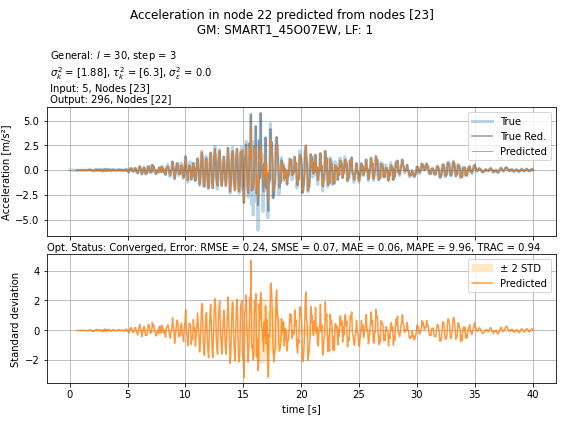 Acceleration in node 22 predicted from nodes [23]
GM: SMART1_45O07EW, LF: 1
General: l = 30, step = 3
σ²ₖ = [1.88], τ²ₖ = [6.3], σ²ε = 0.0
Input: 5, Nodes [23]
Output: 296, Nodes [22]
Acceleration [m/s²]
5.0
2.5
0.0
−2.5
−5.0
True
True Red.
Predicted
Opt. Status: Converged, Error: RMSE = 0.24, SMSE = 0.07, MAE = 0.06, MAPE = 9.96, TRAC = 0.94
Standard deviation
4
2
0
−2
± 2 STD
Predicted
0 5 10 15 20 25 30 35 40
time [s]